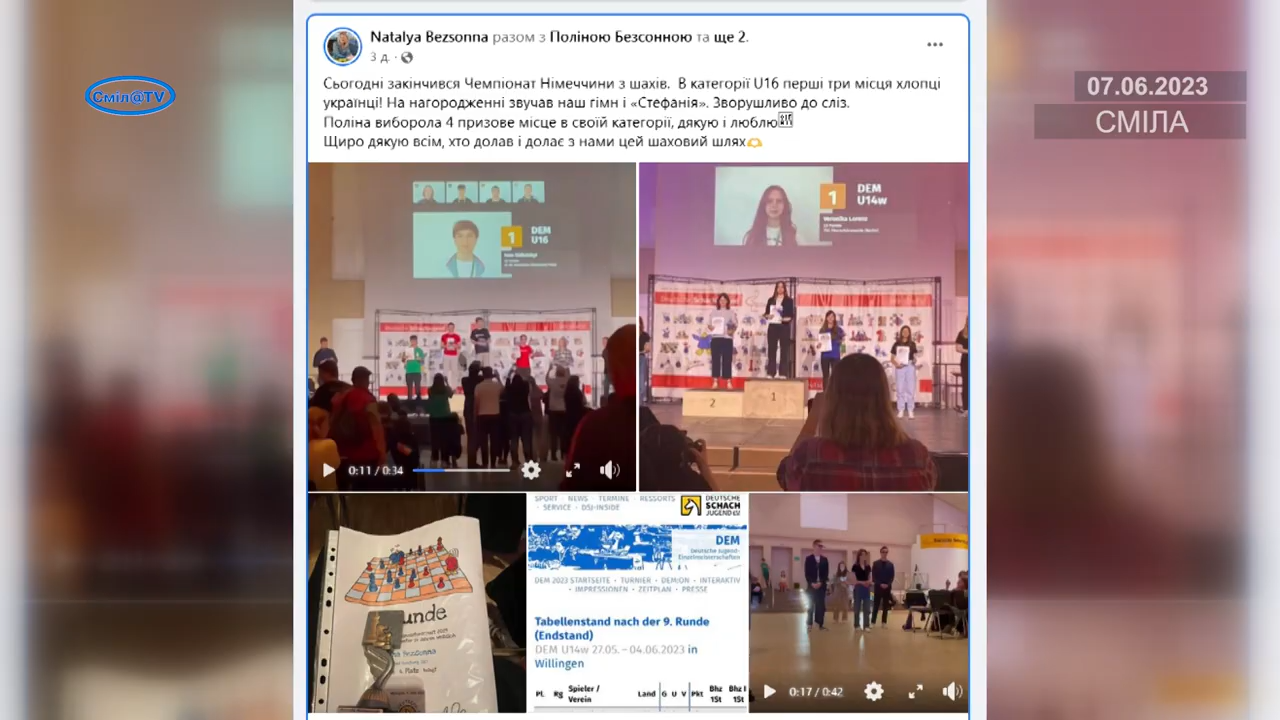 Natalya Bezsonna разом з Поліною Безсонною та ще 2.
3 д.
Сьогодні закінчився Чемпіонат Німеччини з шахів. В категорії U16 перші три місця хлопці
українці! На нагородженні звучав наш гімн і «Стефанія». Зворушливо до сліз.
Поліна виборола 4 призове місце в своїй категорії, дякую і люблю
Щиро дякую всім, хто долав і долає з нами цей шаховий шлях
Сміл@TV
07.06.2023
СМІЛА
1
DEM
U16
0:11 / 0:34
1
DEM
U14w
Veronika Lorenz
2
1
unde
SPORT · NEWS · TERMINE · RESSORTS
· SERVICE · DSJ-INSIDE
DEUTSCHE
SCHACH
JUGEND E.V.
DEM
Deutsche Jugend-
Einzelmeisterschaften
DEM 2023 STARTSEITE · TURNIER · DEM:ON · INTERAKTIV
· IMPRESSIONEN · ZEITPLAN · PRESSE
Tabellenstand nach der 9. Runde
(Endstand)
DEM U14w 27.05. – 04.06.2023 in
Willingen
Pl. Rg Spieler / Verein Land G U V Pkt Bhz 1St Bhz I 1St
0:17 / 0:42